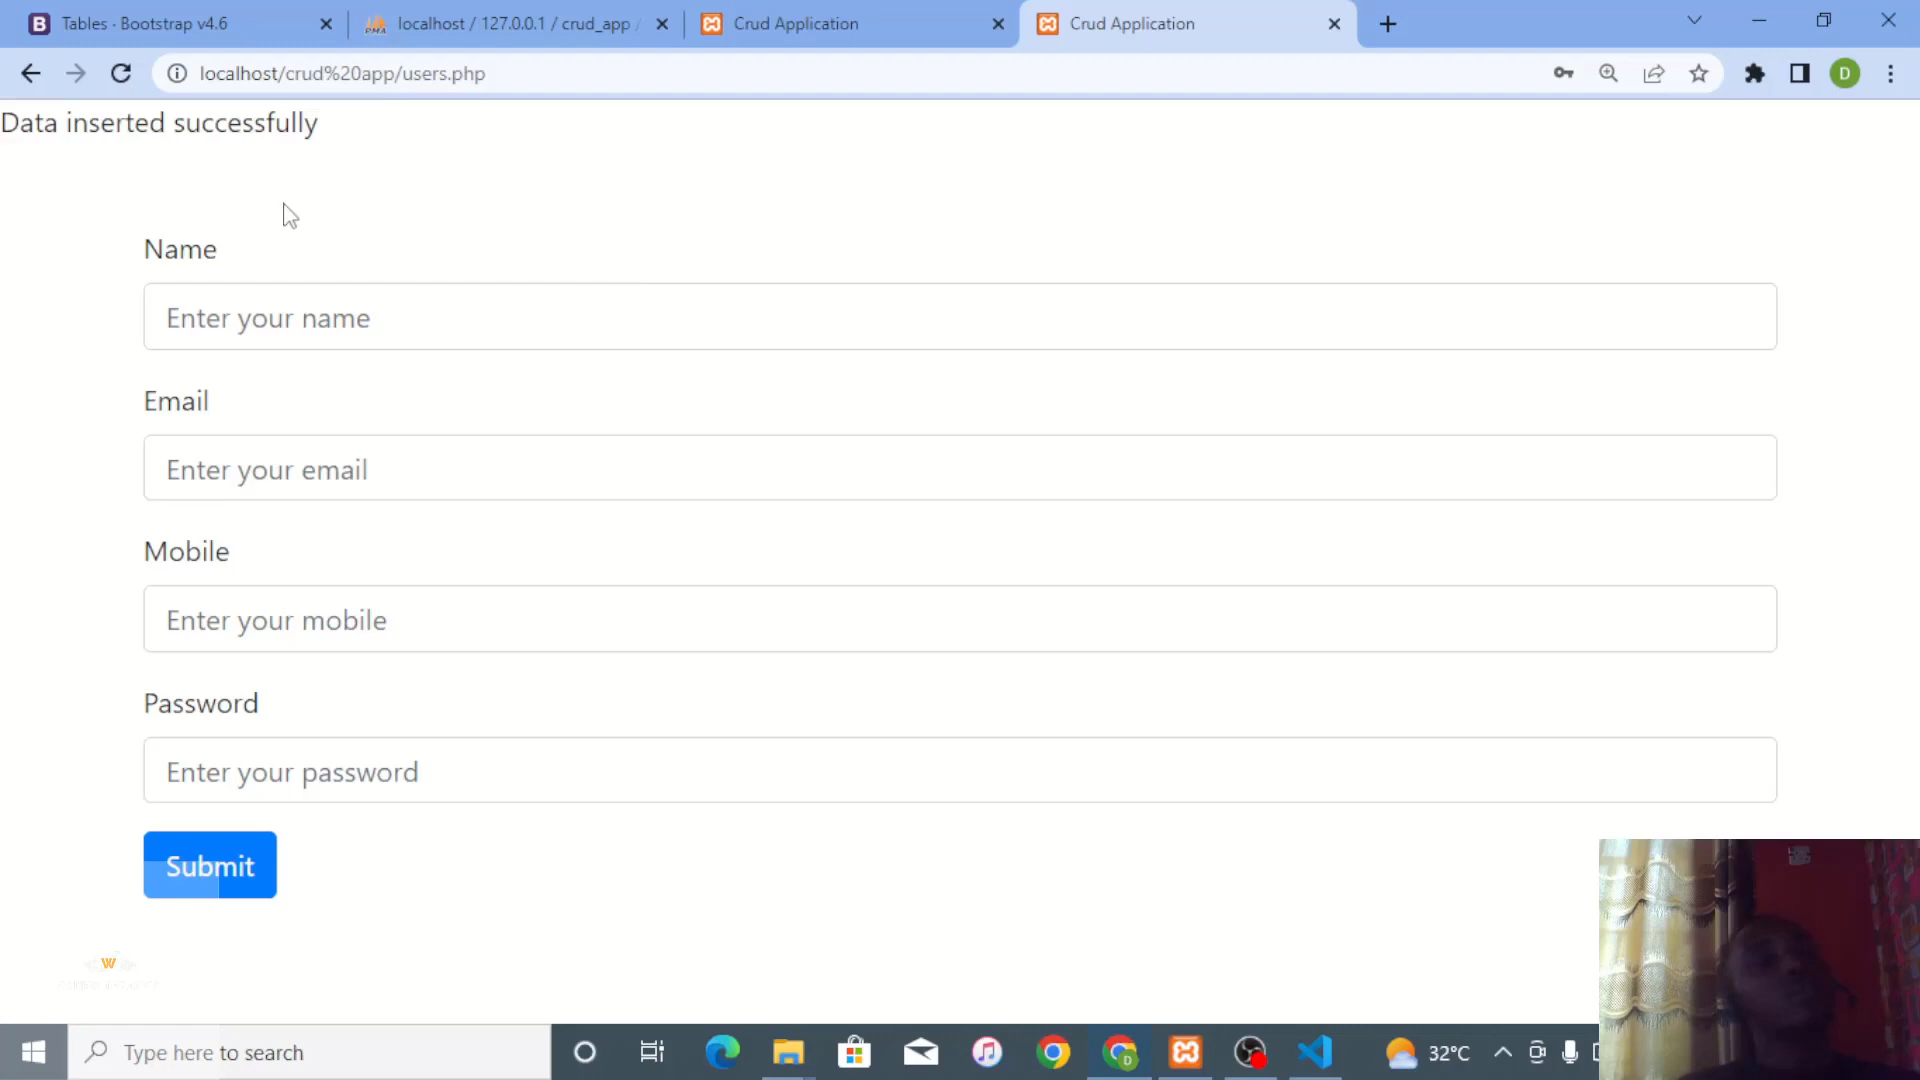 Tables · Bootstrap v4.6
localhost / 127.0.0.1 / crud_app /
Crud Application
Crud Application
localhost/crud%20app/users.php
D
Data inserted successfully
Name
Enter your name
Email
Enter your email
Mobile
Enter your mobile
Password
Enter your password
Submit
W
Type here to search
D
32°C